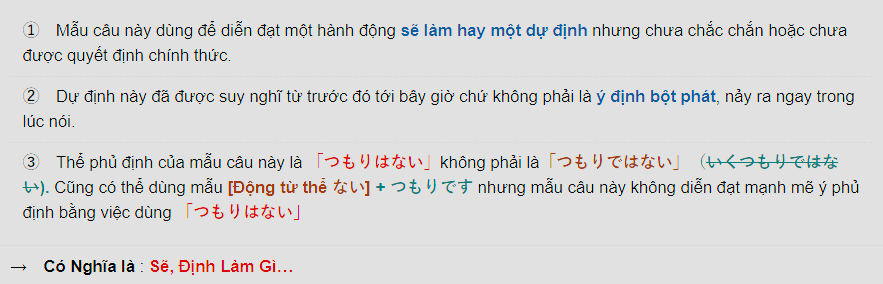 ① Mẫu câu này dùng để diễn đạt một hành động sẽ làm hay một dự định nhưng chưa chắc chắn hoặc chưa
được quyết định chính thức.
② Dự định này đã được suy nghĩ từ trước đó tới bây giờ chứ không phải là ý định bột phát, nảy ra ngay trong
lúc nói.
③ Thể phủ định của mẫu câu này là 「つもりはない」không phải là「つもりではない」（いくつもりではな
い). Cũng có thể dùng mẫu [Động từ thể ない] + つもりです nhưng mẫu câu này không diễn đạt mạnh mẽ ý phủ
định bằng việc dùng 「つもりはない」
→ Có Nghĩa là : Sẽ, Định Làm Gì…